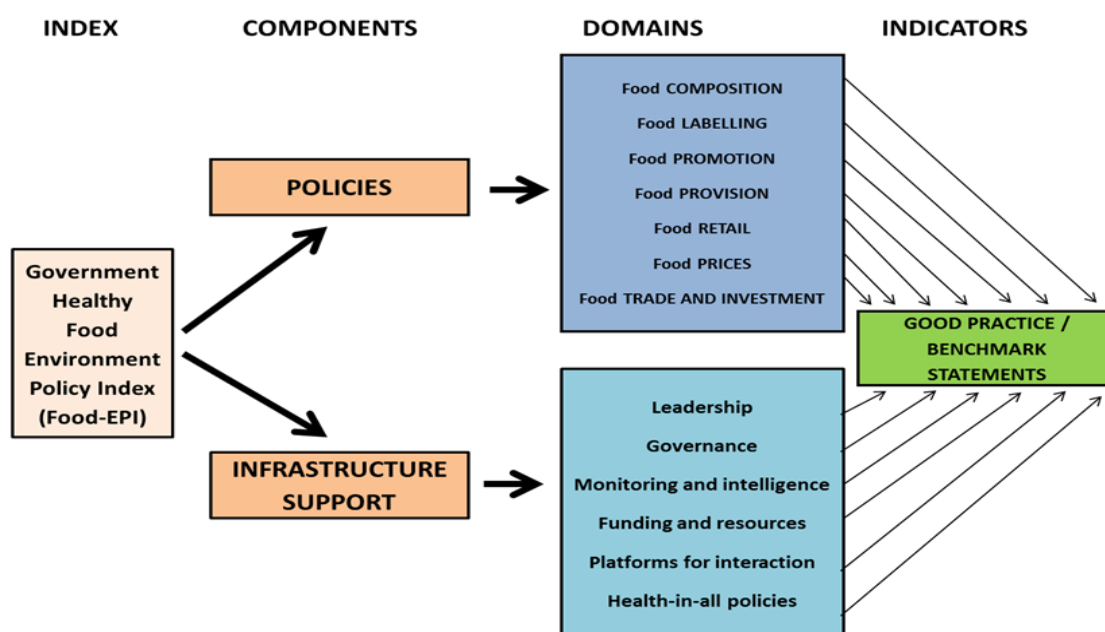 INDEX
COMPONENTS
DOMAINS
INDICATORS
Government
Healthy
Food
Environment
Policy Index
(Food-EPI)
POLICIES
INFRASTRUCTURE
SUPPORT
Food COMPOSITION
Food LABELLING
Food PROMOTION
Food PROVISION
Food RETAIL
Food PRICES
Food TRADE AND INVESTMENT
Leadership
Governance
Monitoring and intelligence
Funding and resources
Platforms for interaction
Health-in-all policies
GOOD PRACTICE /
BENCHMARK
STATEMENTS